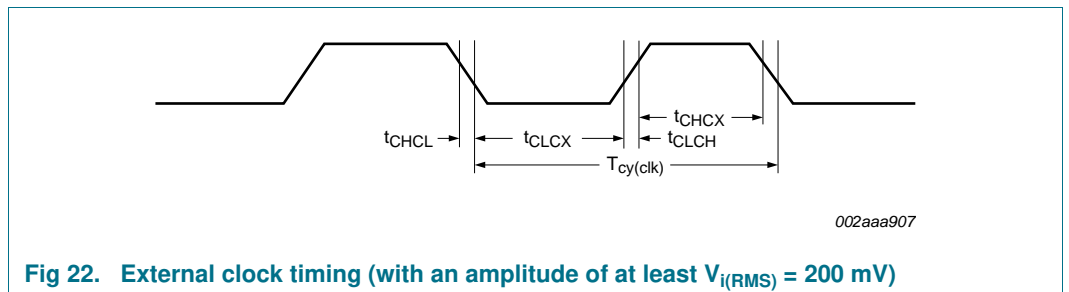 tCHCX
tCHCL tCLCX tCLCH
Tcy(clk)
002aaa907
Fig 22. External clock timing (with an amplitude of at least Vi(RMS) = 200 mV)